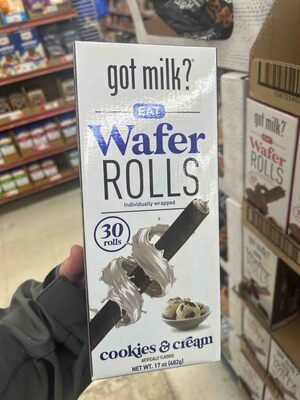 got milk?
EAT
Wafer
ROLLS
Individually wrapped
30
rolls
cookies & cream
ARTIFICIALLY FLAVORED
NET WT. 17 oz (482g)
got milk?
EAT
Wafer
ROLLS